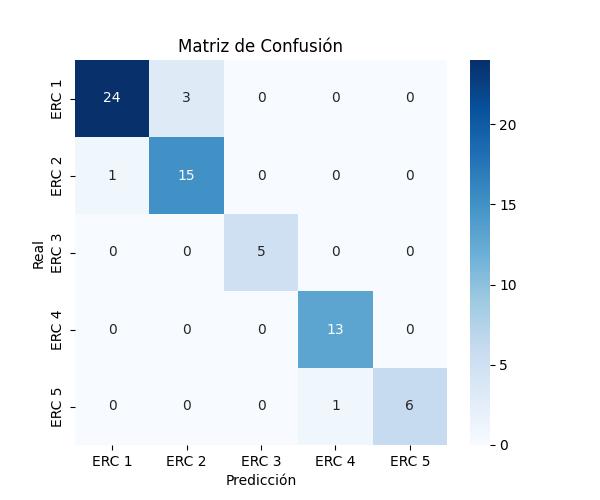 Matriz de Confusión
ERC 1 24 3 0 0 0
ERC 2 1 15 0 0 0
ERC 3 0 0 5 0 0
ERC 4 0 0 0 13 0
ERC 5 0 0 0 1 6
ERC 1 ERC 2 ERC 3 ERC 4 ERC 5
Predicción
Real
20
15
10
5
0